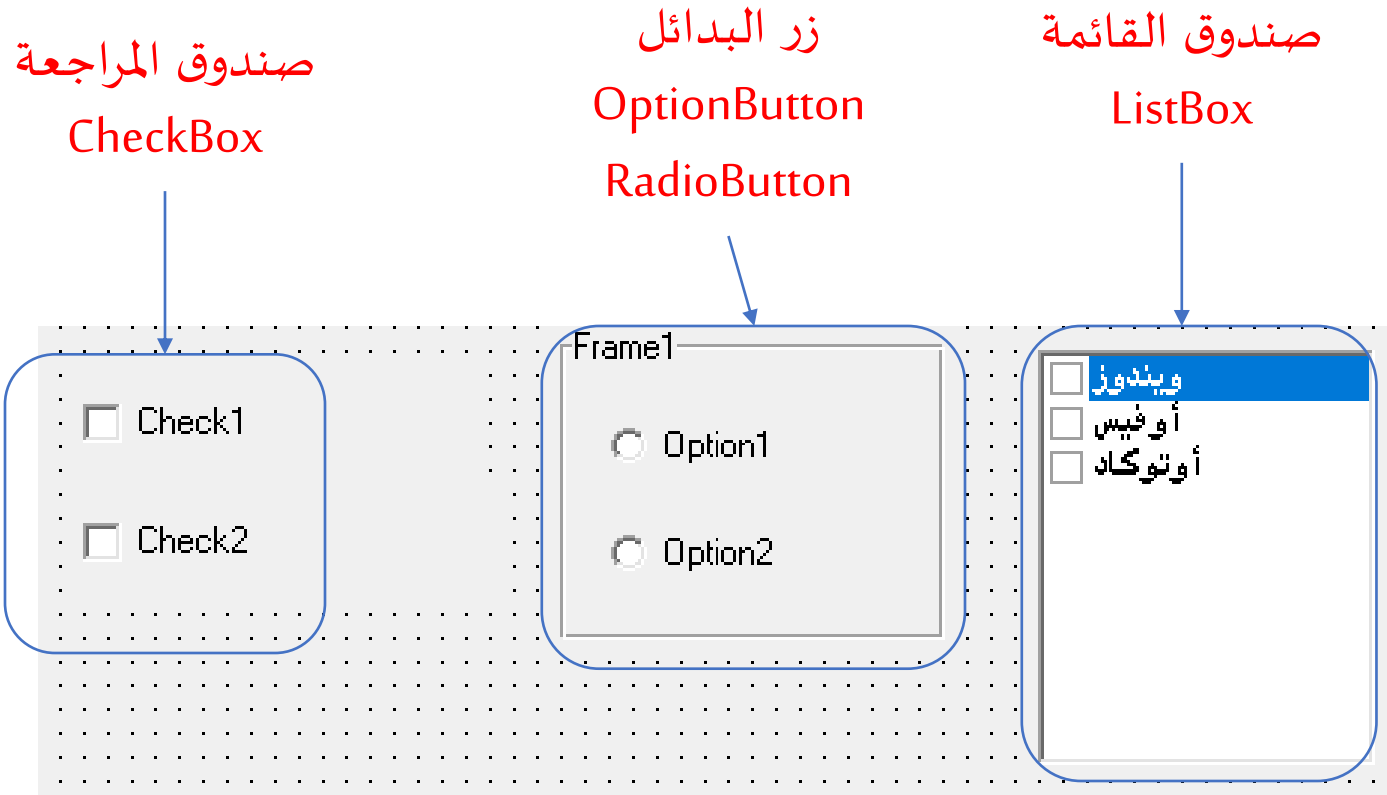 صندوق القائمة
ListBox
زر البدائل
OptionButton
RadioButton
صندوق المراجعة
CheckBox
Check1
Check2
Frame1
Option1
Option2
ويندوز
أوفيس
أوتوكاد